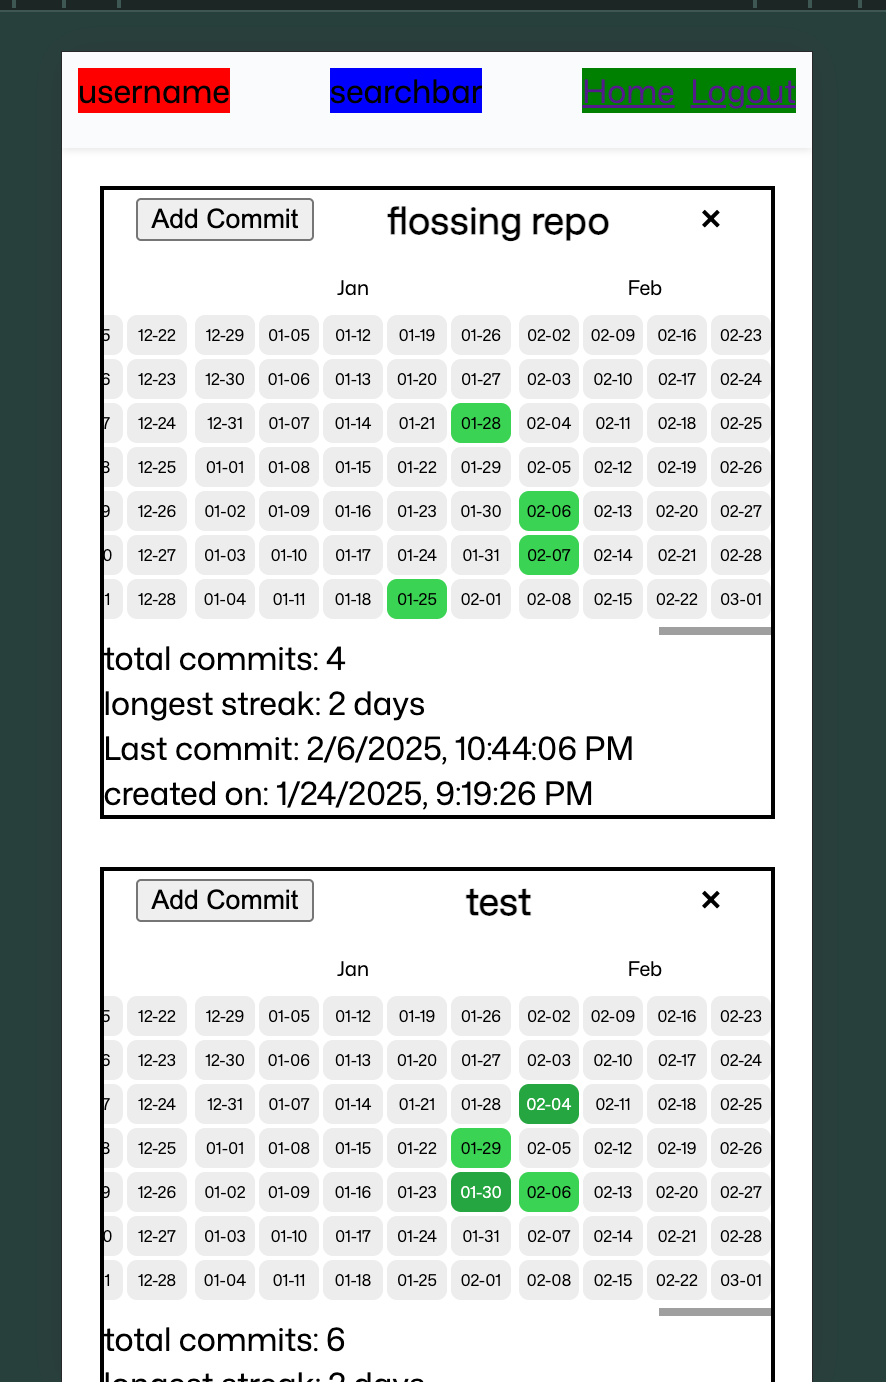 username searchbar Home Logout
Add Commit flossing repo ×
Jan Feb
5 12-22 12-29 01-05 01-12 01-19 01-26 02-02 02-09 02-16 02-23
6 12-23 12-30 01-06 01-13 01-20 01-27 02-03 02-10 02-17 02-24
7 12-24 12-31 01-07 01-14 01-21 01-28 02-04 02-11 02-18 02-25
8 12-25 01-01 01-08 01-15 01-22 01-29 02-05 02-12 02-19 02-26
9 12-26 01-02 01-09 01-16 01-23 01-30 02-06 02-13 02-20 02-27
0 12-27 01-03 01-10 01-17 01-24 01-31 02-07 02-14 02-21 02-28
1 12-28 01-04 01-11 01-18 01-25 02-01 02-08 02-15 02-22 03-01
total commits: 4
longest streak: 2 days
Last commit: 2/6/2025, 10:44:06 PM
created on: 1/24/2025, 9:19:26 PM
Add Commit test ×
Jan Feb
5 12-22 12-29 01-05 01-12 01-19 01-26 02-02 02-09 02-16 02-23
6 12-23 12-30 01-06 01-13 01-20 01-27 02-03 02-10 02-17 02-24
7 12-24 12-31 01-07 01-14 01-21 01-28 02-04 02-11 02-18 02-25
8 12-25 01-01 01-08 01-15 01-22 01-29 02-05 02-12 02-19 02-26
9 12-26 01-02 01-09 01-16 01-23 01-30 02-06 02-13 02-20 02-27
0 12-27 01-03 01-10 01-17 01-24 01-31 02-07 02-14 02-21 02-28
1 12-28 01-04 01-11 01-18 01-25 02-01 02-08 02-15 02-22 03-01
total commits: 6
longest streak: 2 days